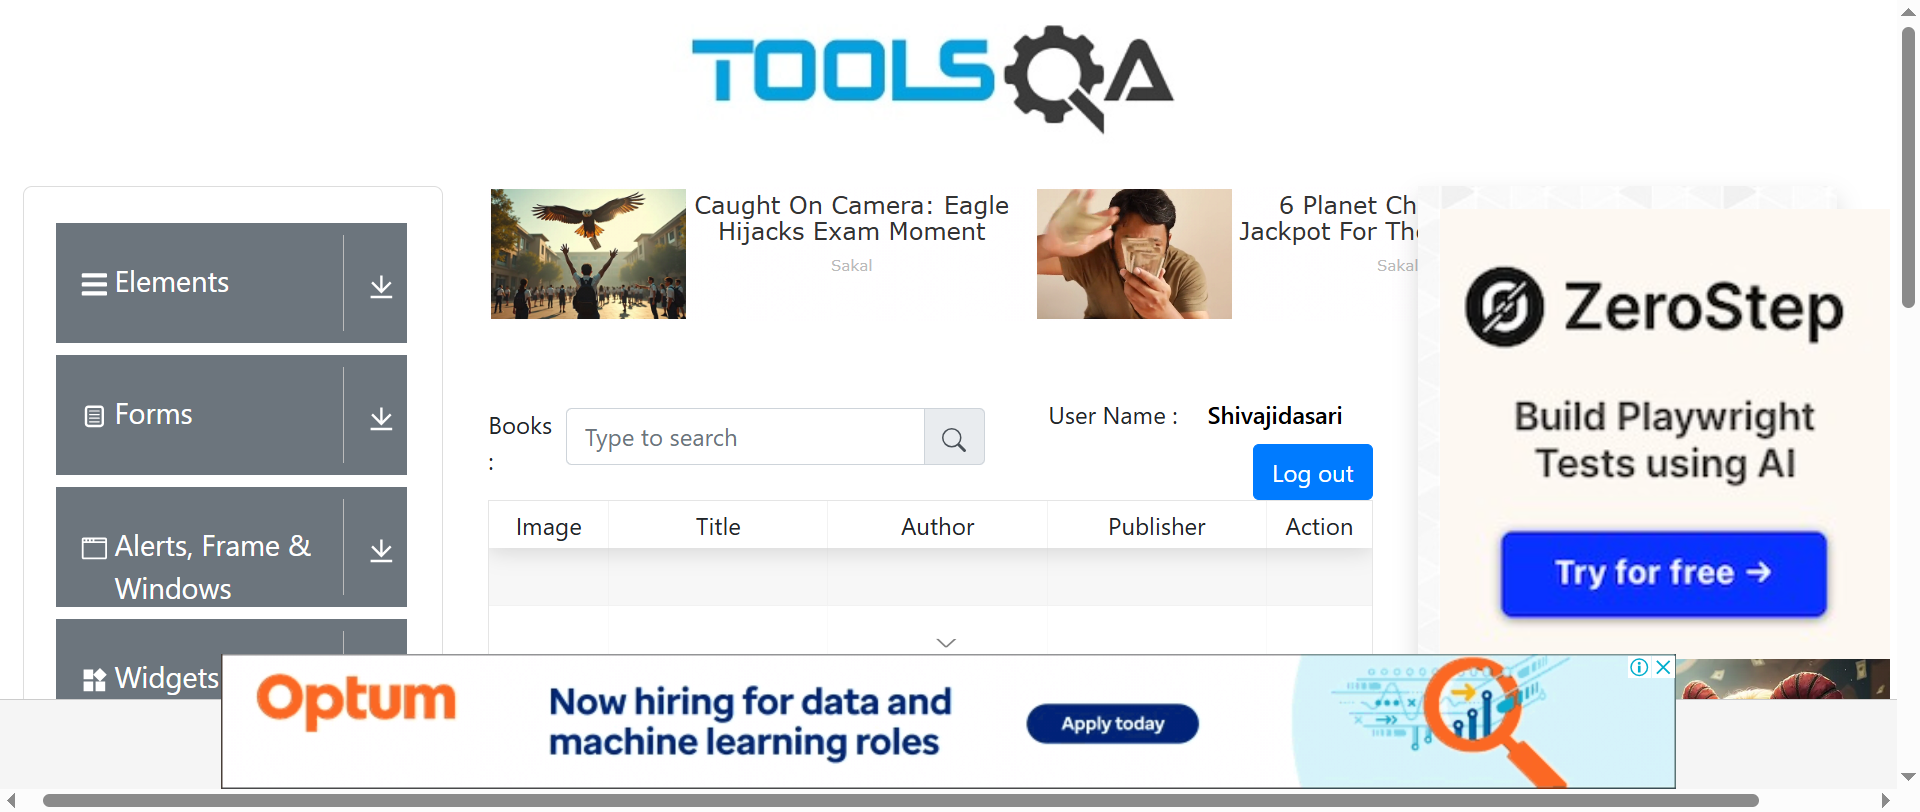 TOOLSQA
Elements
Forms
Alerts, Frame &
Windows
Widgets
Caught On Camera: Eagle
Hijacks Exam Moment
Sakal
6 Planet Ch
Jackpot For The
Sakal
Books
:
Type to search
User Name :
Shivajidasari
Log out
Image
Title
Author
Publisher
Action
ZeroStep
Build Playwright
Tests using AI
Try for free →
Optum
Now hiring for data and
machine learning roles
Apply today